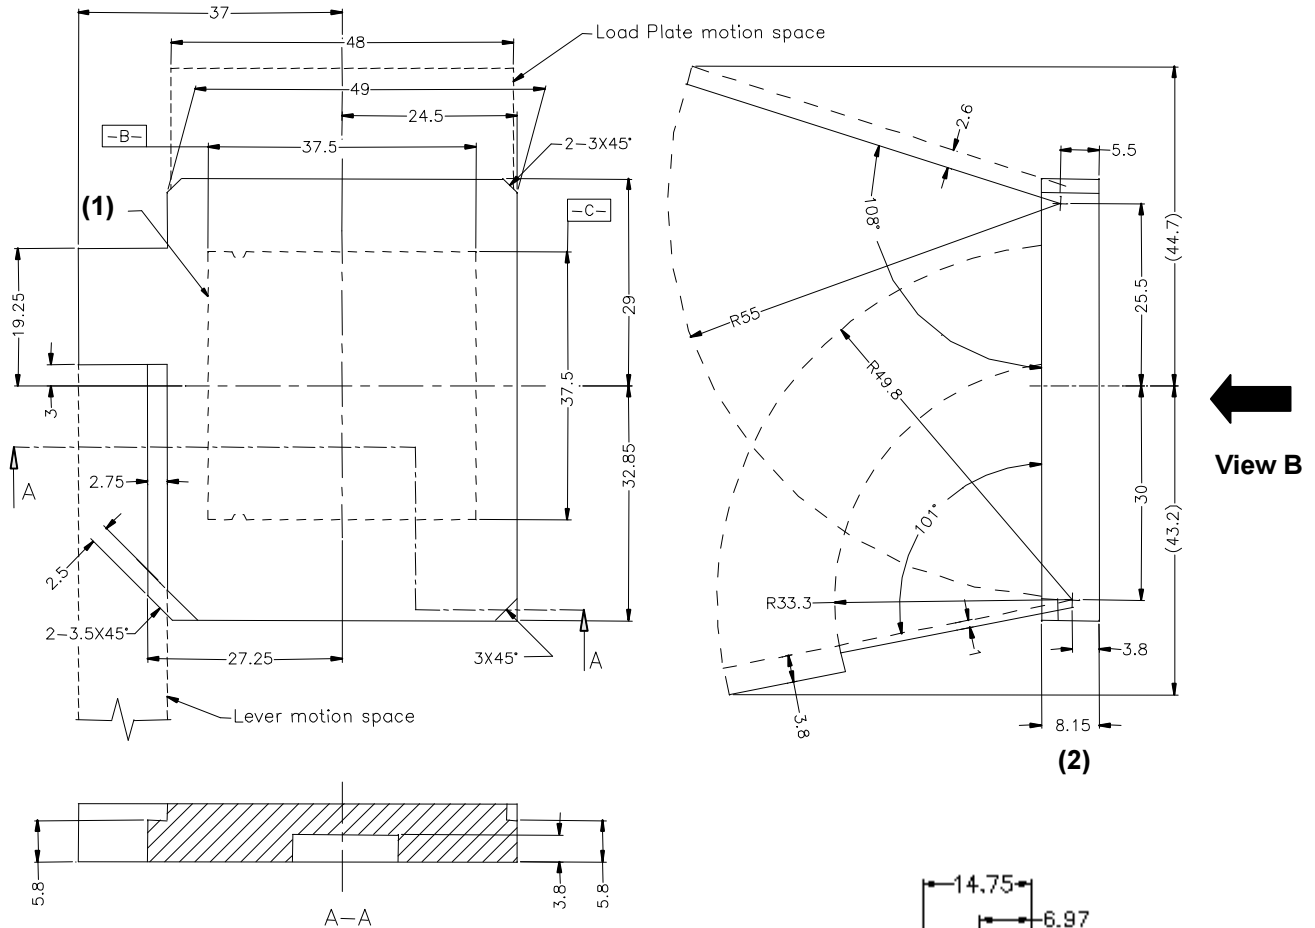 37
48
Load Plate motion space
49
24.5
2.6
-B-
37.5
2-3X45°
5.5
(1)
-C-
108°
(44.7)
19.25
29
25.5
R55
R49.8
37.5
3
View B
A
2.75
32.85
30
101°
(43.2)
2.5
R33.3
2-3.5X45°
27.25
3X45°
A
1
3.8
3.8
Lever motion space
8.15
(2)
5.8
3.8
5.8
A-A
14.75
6.97